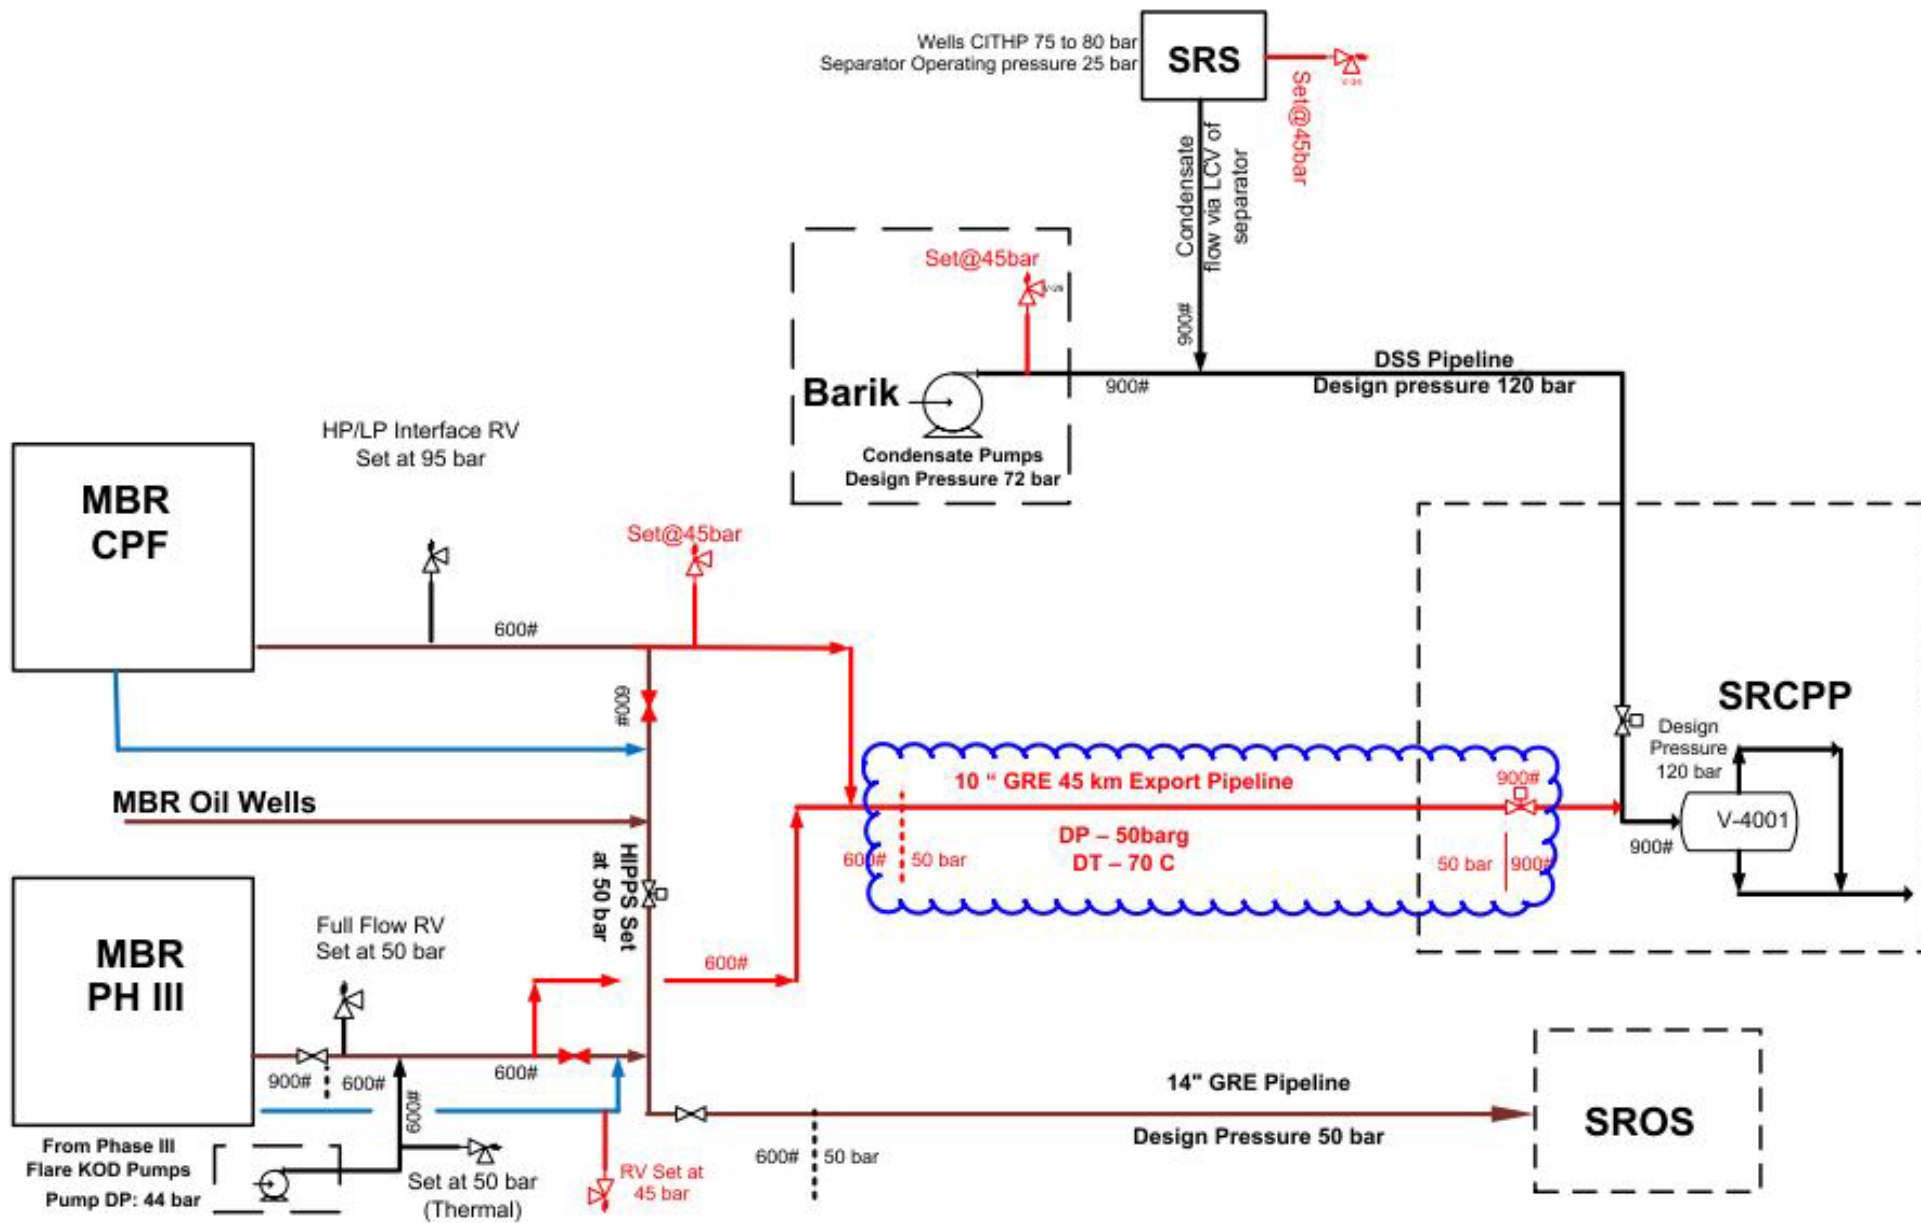 Wells CITHP 75 to 80 bar
Separator Operating pressure 25 bar
SRS
Set@45bar
Condensate
flow via LCV of
separator
900#
Set@45bar
Barik
Condensate Pumps
Design Pressure 72 bar
900#
DSS Pipeline
Design pressure 120 bar
HP/LP Interface RV
Set at 95 bar
MBR
CPF
600#
Set@45bar
600#
MBR Oil Wells
HIPPS Set
at 50 bar
10 “ GRE 45 km Export Pipeline
DP – 50barg
DT – 70 C
600#
50 bar
900#
50 bar
900#
SRCPP
Design
Pressure
120 bar
V-4001
900#
MBR
PH III
Full Flow RV
Set at 50 bar
900#
600#
600#
600#
600#
From Phase III
Flare KOD Pumps
Pump DP: 44 bar
Set at 50 bar
(Thermal)
RV Set at
45 bar
14" GRE Pipeline
Design Pressure 50 bar
600#
50 bar
SROS